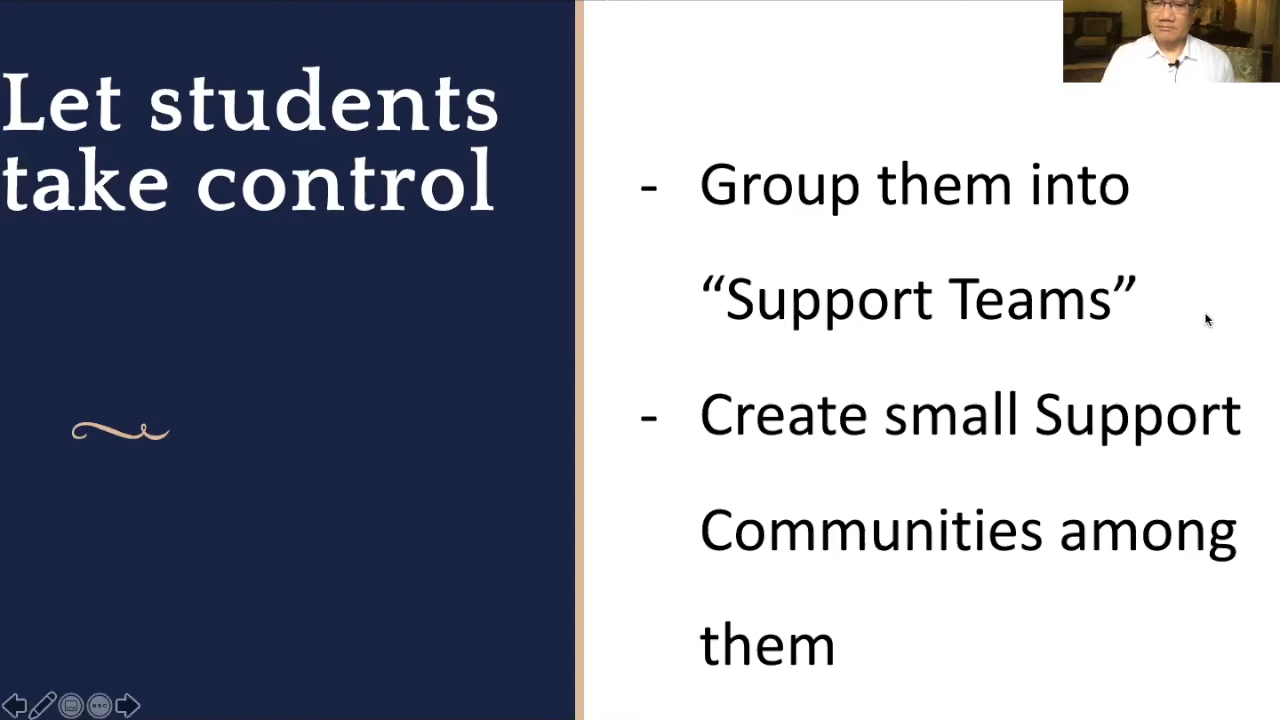 Let students
take control
- Group them into
“Support Teams”
- Create small Support
Communities among
them